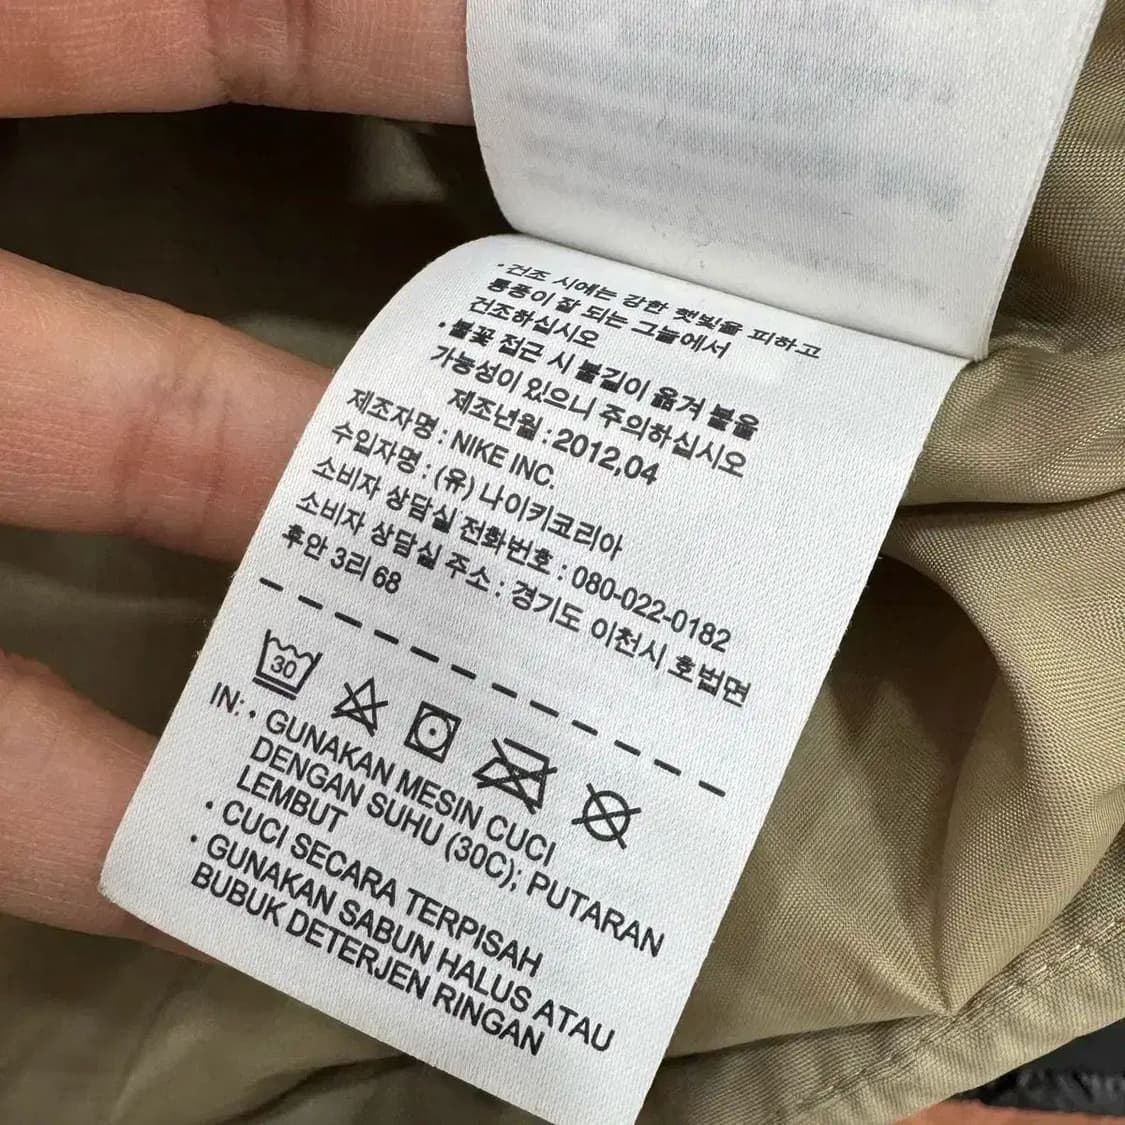 · 건조 시에는 강한 햇빛을 피하고
통풍이 잘 되는 그늘에서
건조하십시오
· 불꽃 접근 시 불길이 옮겨 붙을
가능성이 있으니 주의하십시오
제조년월 : 2012,04
제조자명 : NIKE INC.
수입자명 : (유) 나이키코리아
소비자 상담실 전화번호 : 080-022-0182
소비자 상담실 주소 : 경기도 이천시 호법면
후안 3리 68
30
IN: · GUNAKAN MESIN CUCI
DENGAN SUHU (30C); PUTARAN
LEMBUT
· CUCI SECARA TERPISAH
· GUNAKAN SABUN HALUS ATAU
BUBUK DETERJEN RINGAN